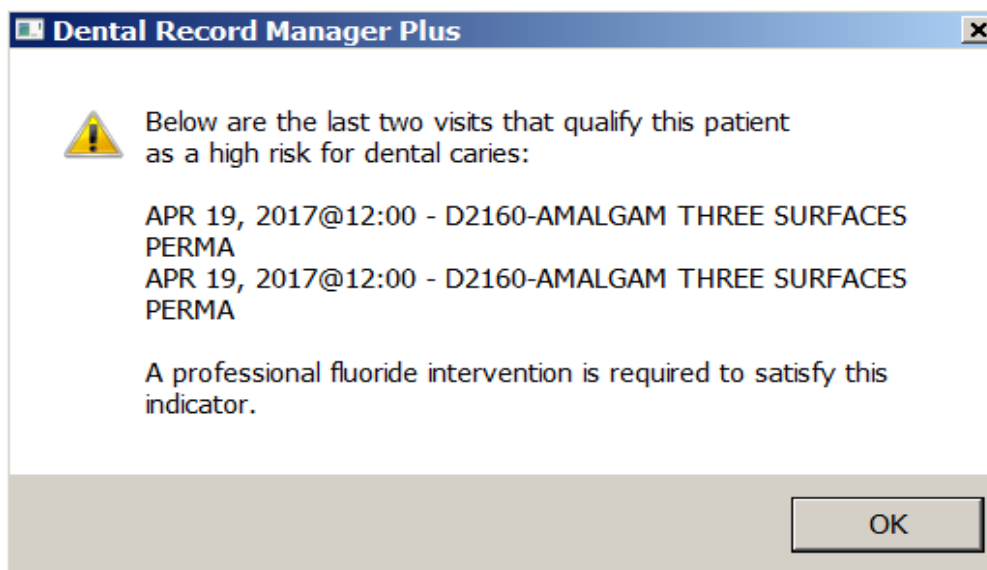 Dental Record Manager Plus
Below are the last two visits that qualify this patient
as a high risk for dental caries:
APR 19, 2017@12:00 - D2160-AMALGAM THREE SURFACES
PERMA
APR 19, 2017@12:00 - D2160-AMALGAM THREE SURFACES
PERMA
A professional fluoride intervention is required to satisfy this
indicator.
OK